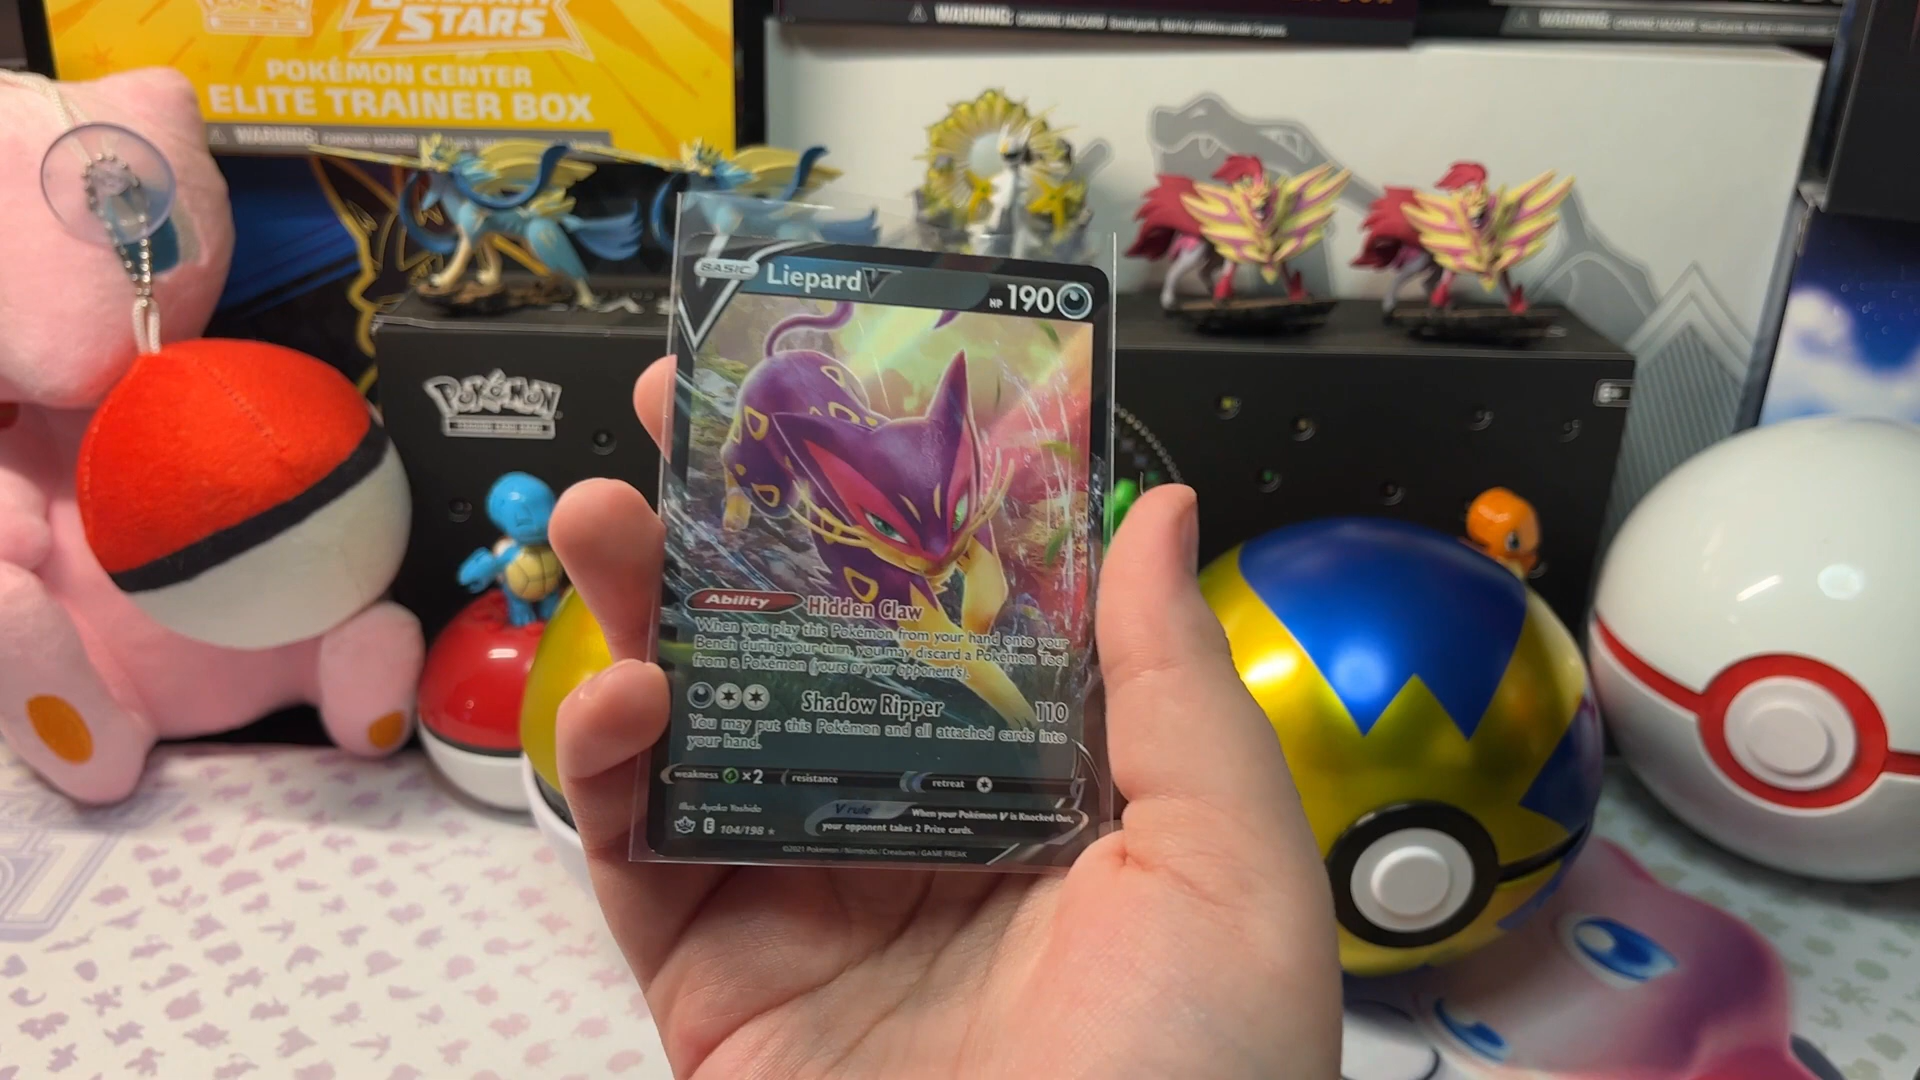 BRILLIANT
STARS
POKÉMON CENTER
ELITE TRAINER BOX
WARNING:
WARNING:
WARNING:
POKÉMON
BASIC Liepard V HP 190
Ability Hidden Claw
When you play this Pokémon from your hand onto your
Bench during your turn, you may discard a Pokémon Tool
from a Pokémon (yours or your opponent's).
Shadow Ripper 110
You may put this Pokémon and all attached cards into
your hand.
weakness ×2 resistance retreat
Illus. Ayaka Yoshida
V rule When your Pokémon V is Knocked Out,
your opponent takes 2 Prize cards.
E 104/198 ★
©2021 Pokémon / Nintendo / Creatures / GAME FREAK